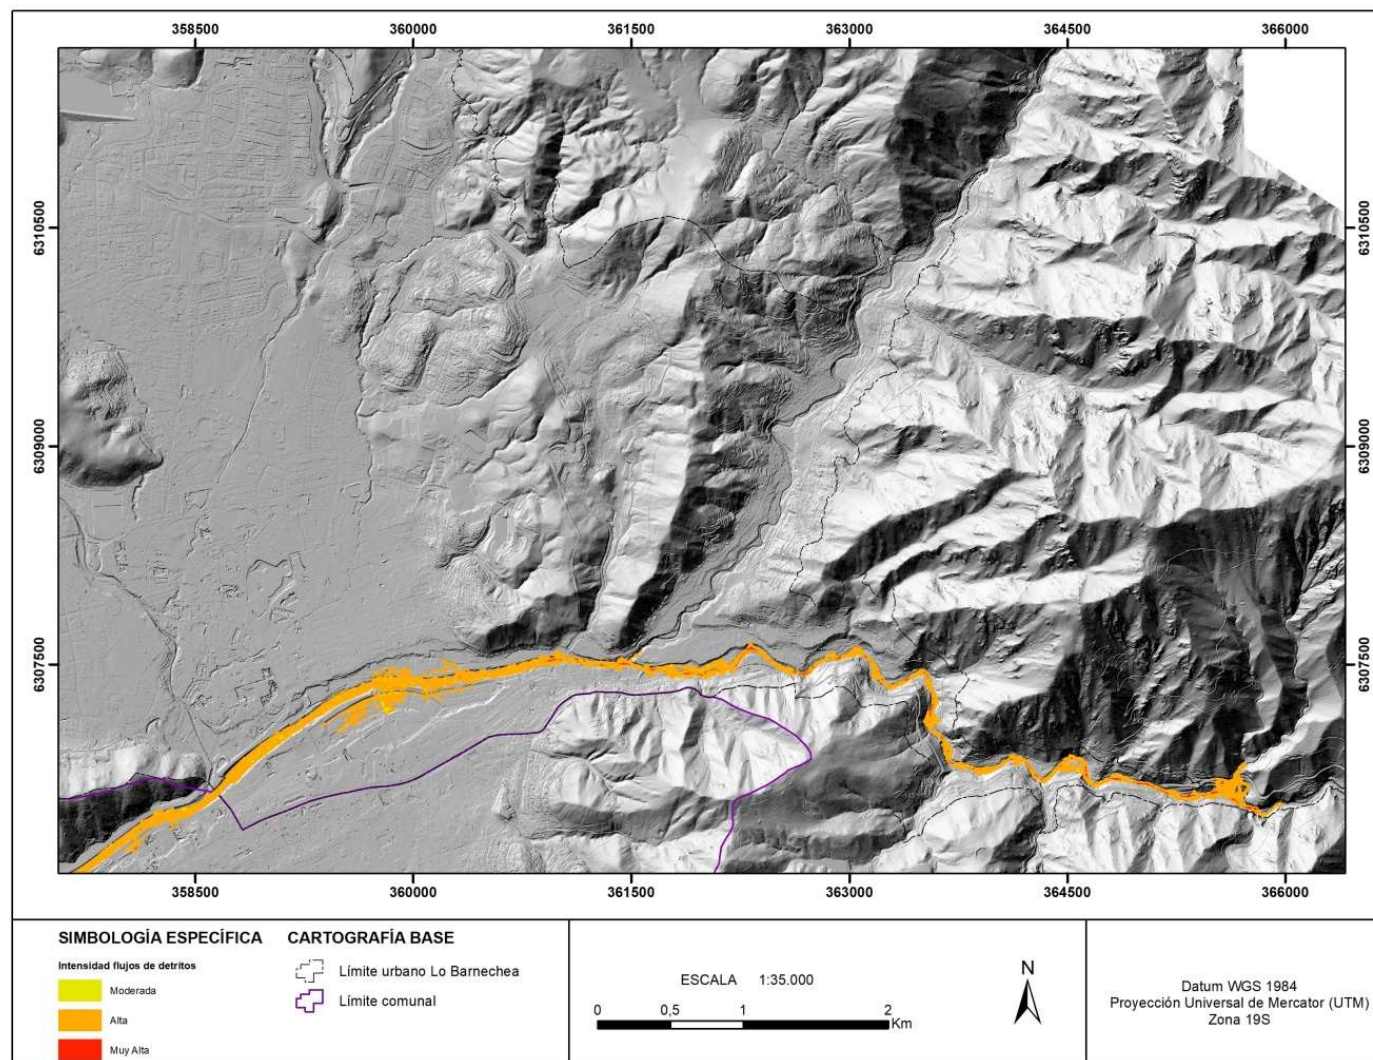 358500 360000 361500 363000 364500 366000
6310500 6310500
6309000 6309000
6307500 6307500
358500 360000 361500 363000 364500 366000
SIMBOLOGÍA ESPECÍFICA
Intensidad flujos de detritos
Moderada
Alta
Muy Alta
CARTOGRAFÍA BASE
Límite urbano Lo Barnechea
Límite comunal
ESCALA 1:35.000
0 0,5 1 2
Km
N
Datum WGS 1984
Proyección Universal de Mercator (UTM)
Zona 19S